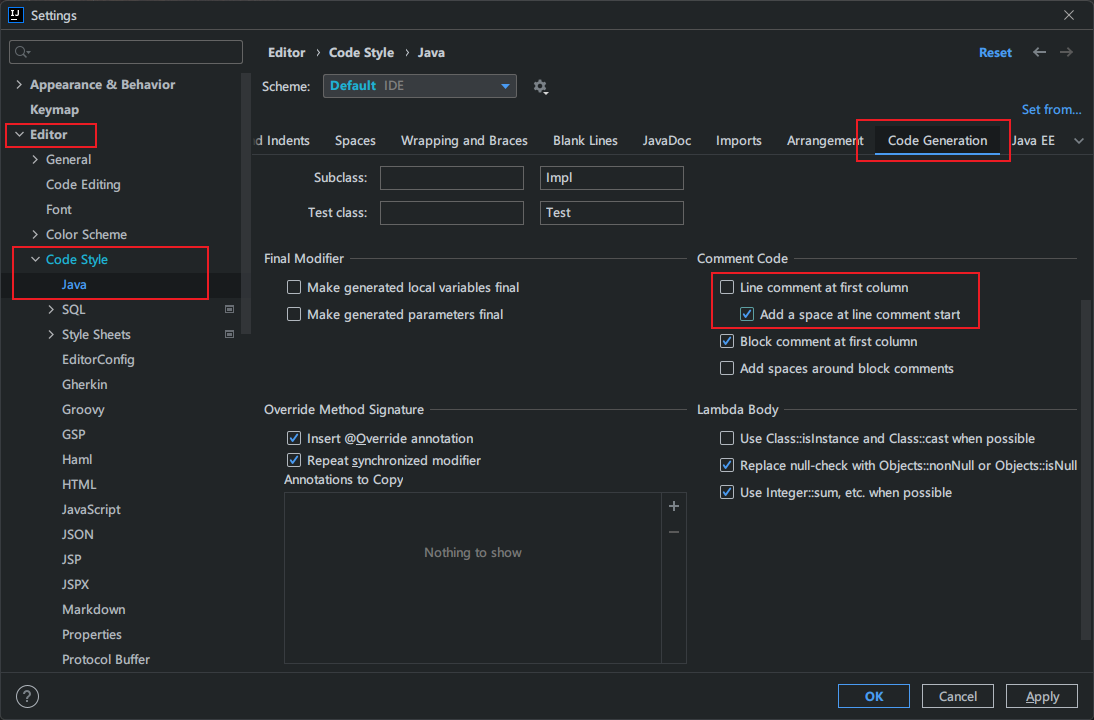 IJ
Settings
Appearance & Behavior
Keymap
Editor
General
Code Editing
Font
Color Scheme
Code Style
Java
SQL
Style Sheets
EditorConfig
Gherkin
Groovy
GSP
Haml
HTML
JavaScript
JSON
JSP
JSPX
Markdown
Properties
Protocol Buffer
Editor › Code Style › Java
Reset
Scheme: Default IDE
Set from...
d Indents Spaces Wrapping and Braces Blank Lines JavaDoc Imports Arrangement Code Generation Java EE
Subclass: Impl
Test class: Test
Final Modifier
Make generated local variables final
Make generated parameters final
Comment Code
Line comment at first column
Add a space at line comment start
Block comment at first column
Add spaces around block comments
Override Method Signature
Insert @Override annotation
Repeat synchronized modifier
Annotations to Copy
Nothing to show
Lambda Body
Use Class::isInstance and Class::cast when possible
Replace null-check with Objects::nonNull or Objects::isNull
Use Integer::sum, etc. when possible
?
OK Cancel Apply